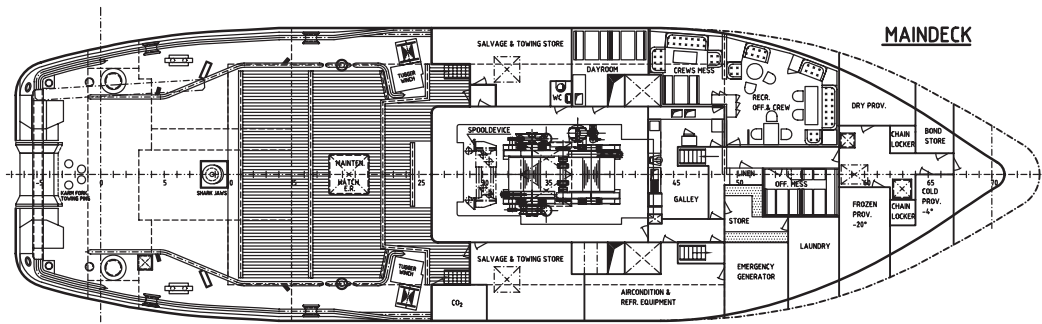 MAINDECK
SALVAGE & TOWING STORE
DAYROOM
CREWS MESS
WC
RECR.
OFF.& CREW
DRY PROV.
TUGGER
WINCH
SPOOLDEVICE
CHAIN
LOCKER
BOND
STORE
MAINTEN.
HATCH
E.R.
KARM FORK
TOWING PINS
SHARK JAWS
-5
0
5
25
35
45
50
65
70
LINEN
OFF. MESS
GALLEY
STORE
FROZEN
PROV.
-20°
CHAIN
LOCKER
COLD
PROV.
-4°
LAUNDRY
EMERGENCY
GENERATOR
SALVAGE & TOWING STORE
TUGGER
WINCH
CO₂
AIRCONDITION &
REFR. EQUIPMENT